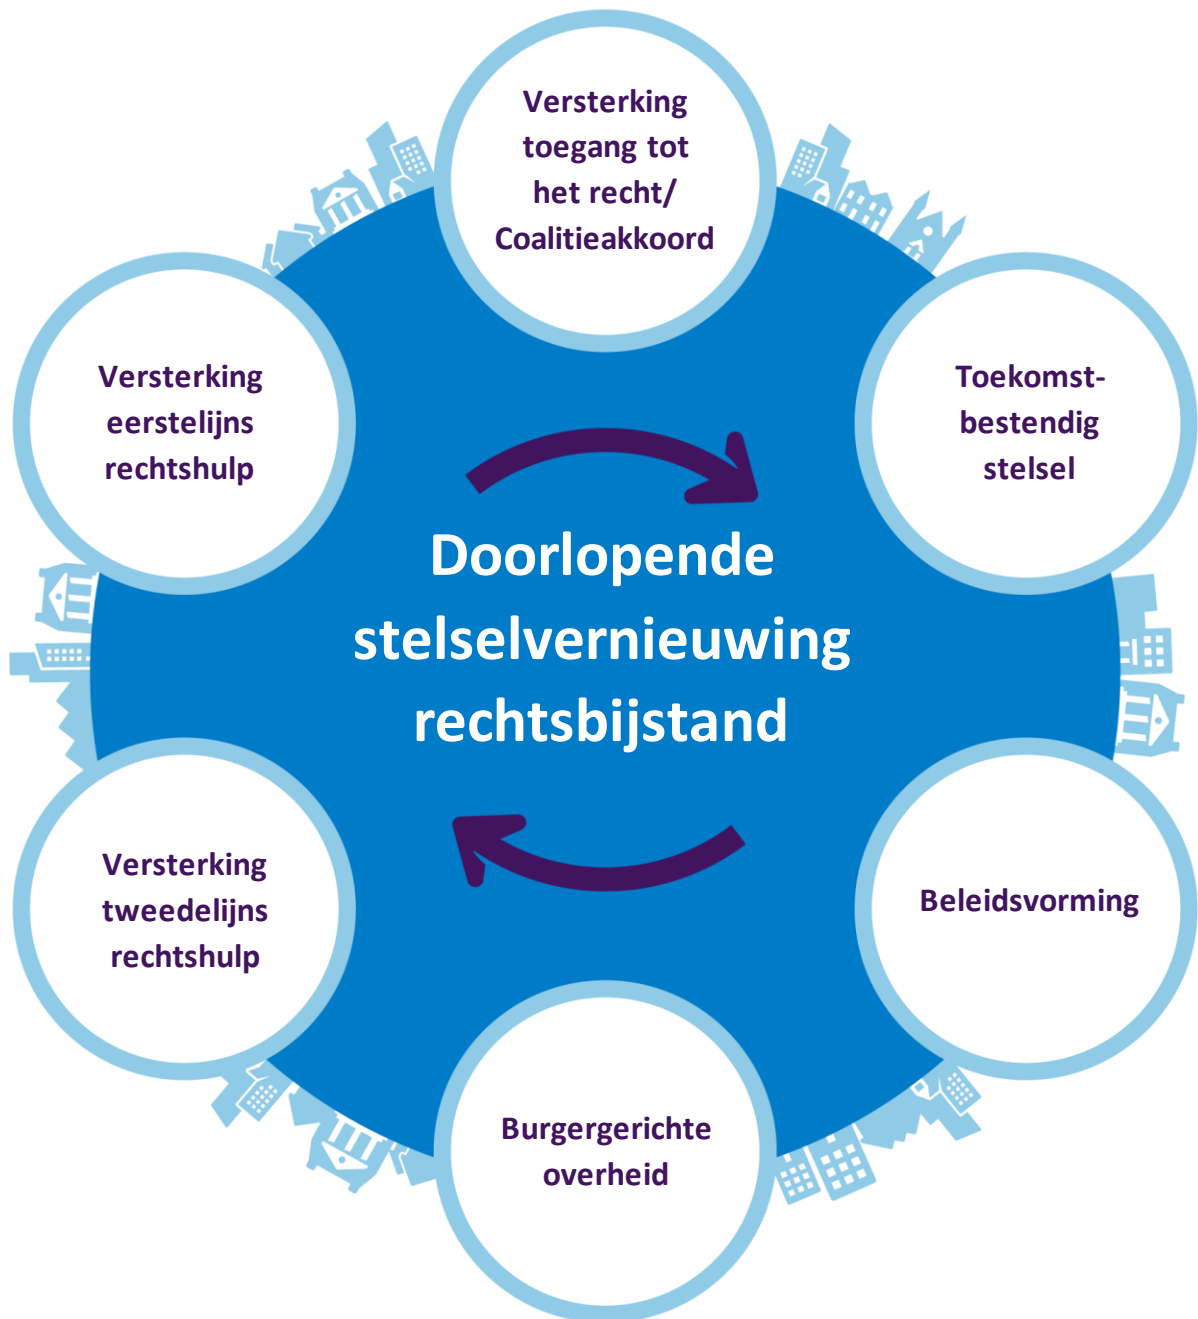 Versterking
toegang tot
het recht/
Coalitieakkoord
Versterking
eerstelijns
rechtshulp
Toekomst-
bestendig
stelsel
Doorlopende
stelselvernieuwing
rechtsbijstand
Versterking
tweedelijns
rechtshulp
Beleidsvorming
Burgergerichte
overheid